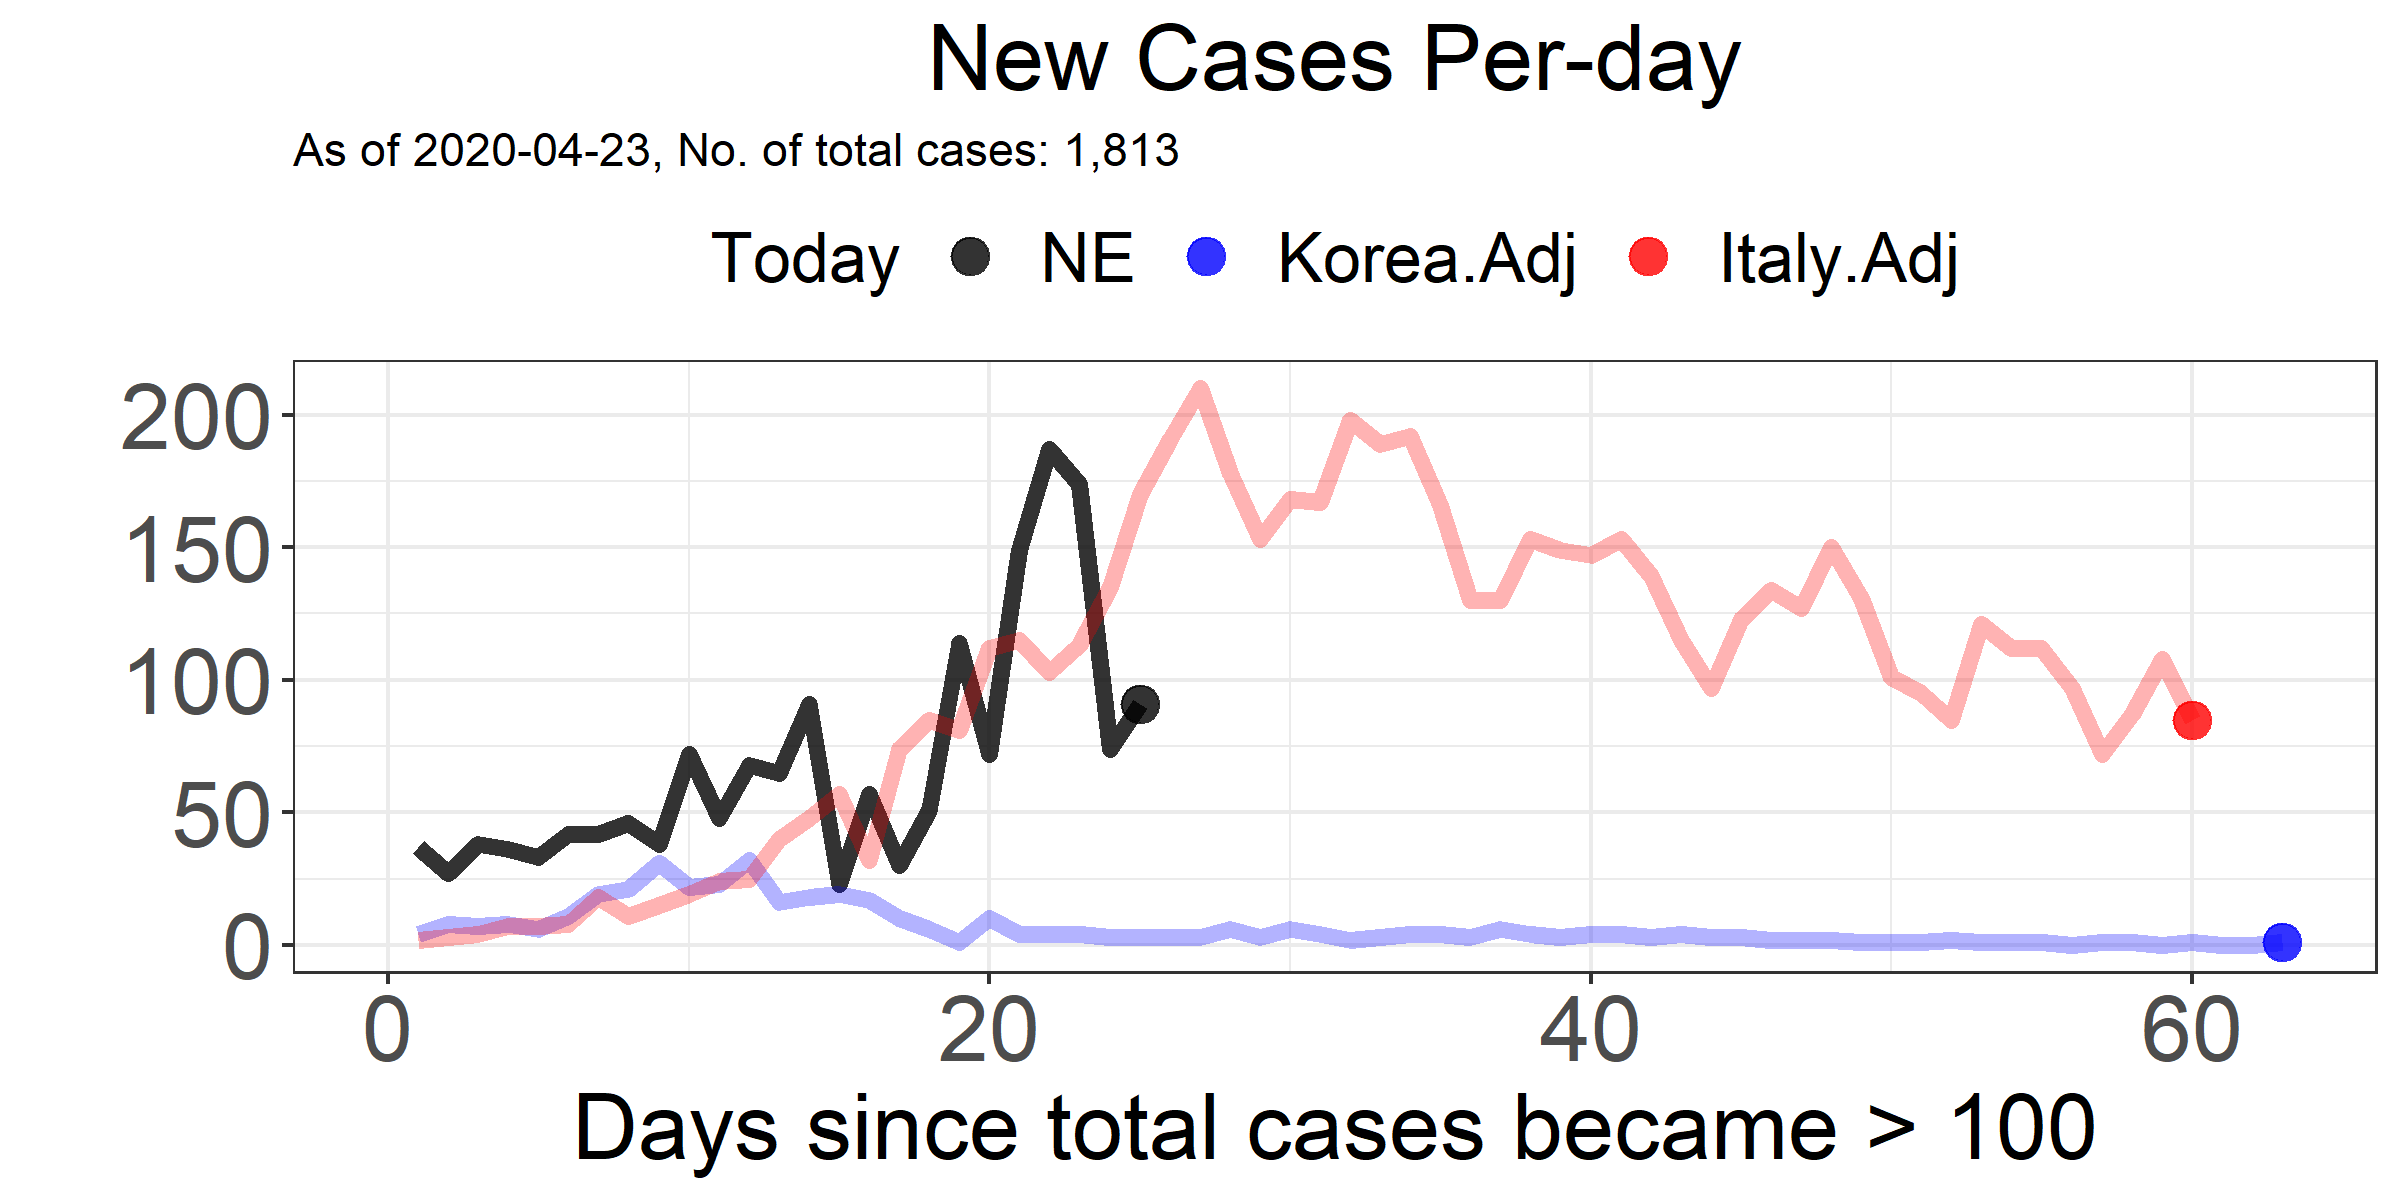 New Cases Per-day
As of 2020-04-23, No. of total cases: 1,813
Today NE Korea.Adj Italy.Adj
200
150
100
50
0
0 20 40 60
Days since total cases became > 100